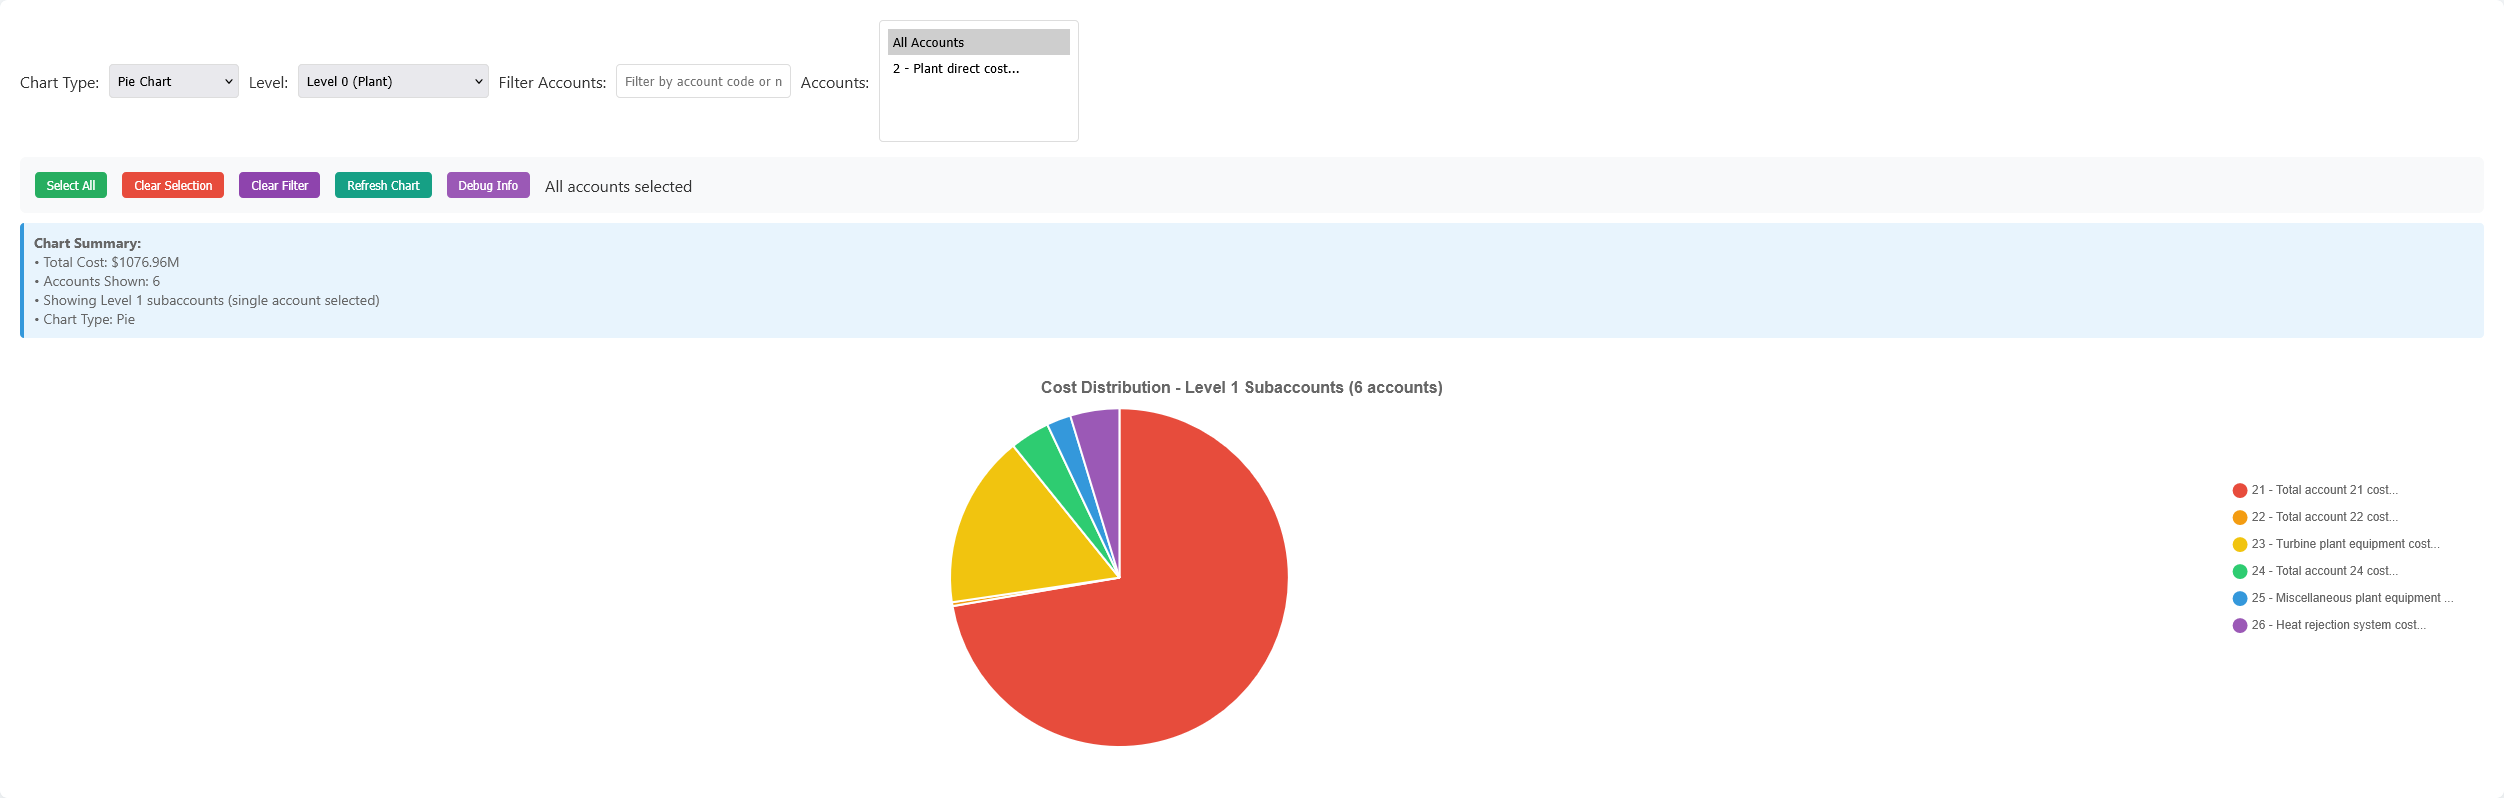 Chart Type: Pie Chart Level: Level 0 (Plant) Filter Accounts: Filter by account code or n Accounts:
All Accounts
2 - Plant direct cost...
Select All Clear Selection Clear Filter Refresh Chart Debug Info All accounts selected
Chart Summary:
• Total Cost: $1076.96M
• Accounts Shown: 6
• Showing Level 1 subaccounts (single account selected)
• Chart Type: Pie
Cost Distribution - Level 1 Subaccounts (6 accounts)
21 - Total account 21 cost...
22 - Total account 22 cost...
23 - Turbine plant equipment cost...
24 - Total account 24 cost...
25 - Miscellaneous plant equipment ...
26 - Heat rejection system cost...